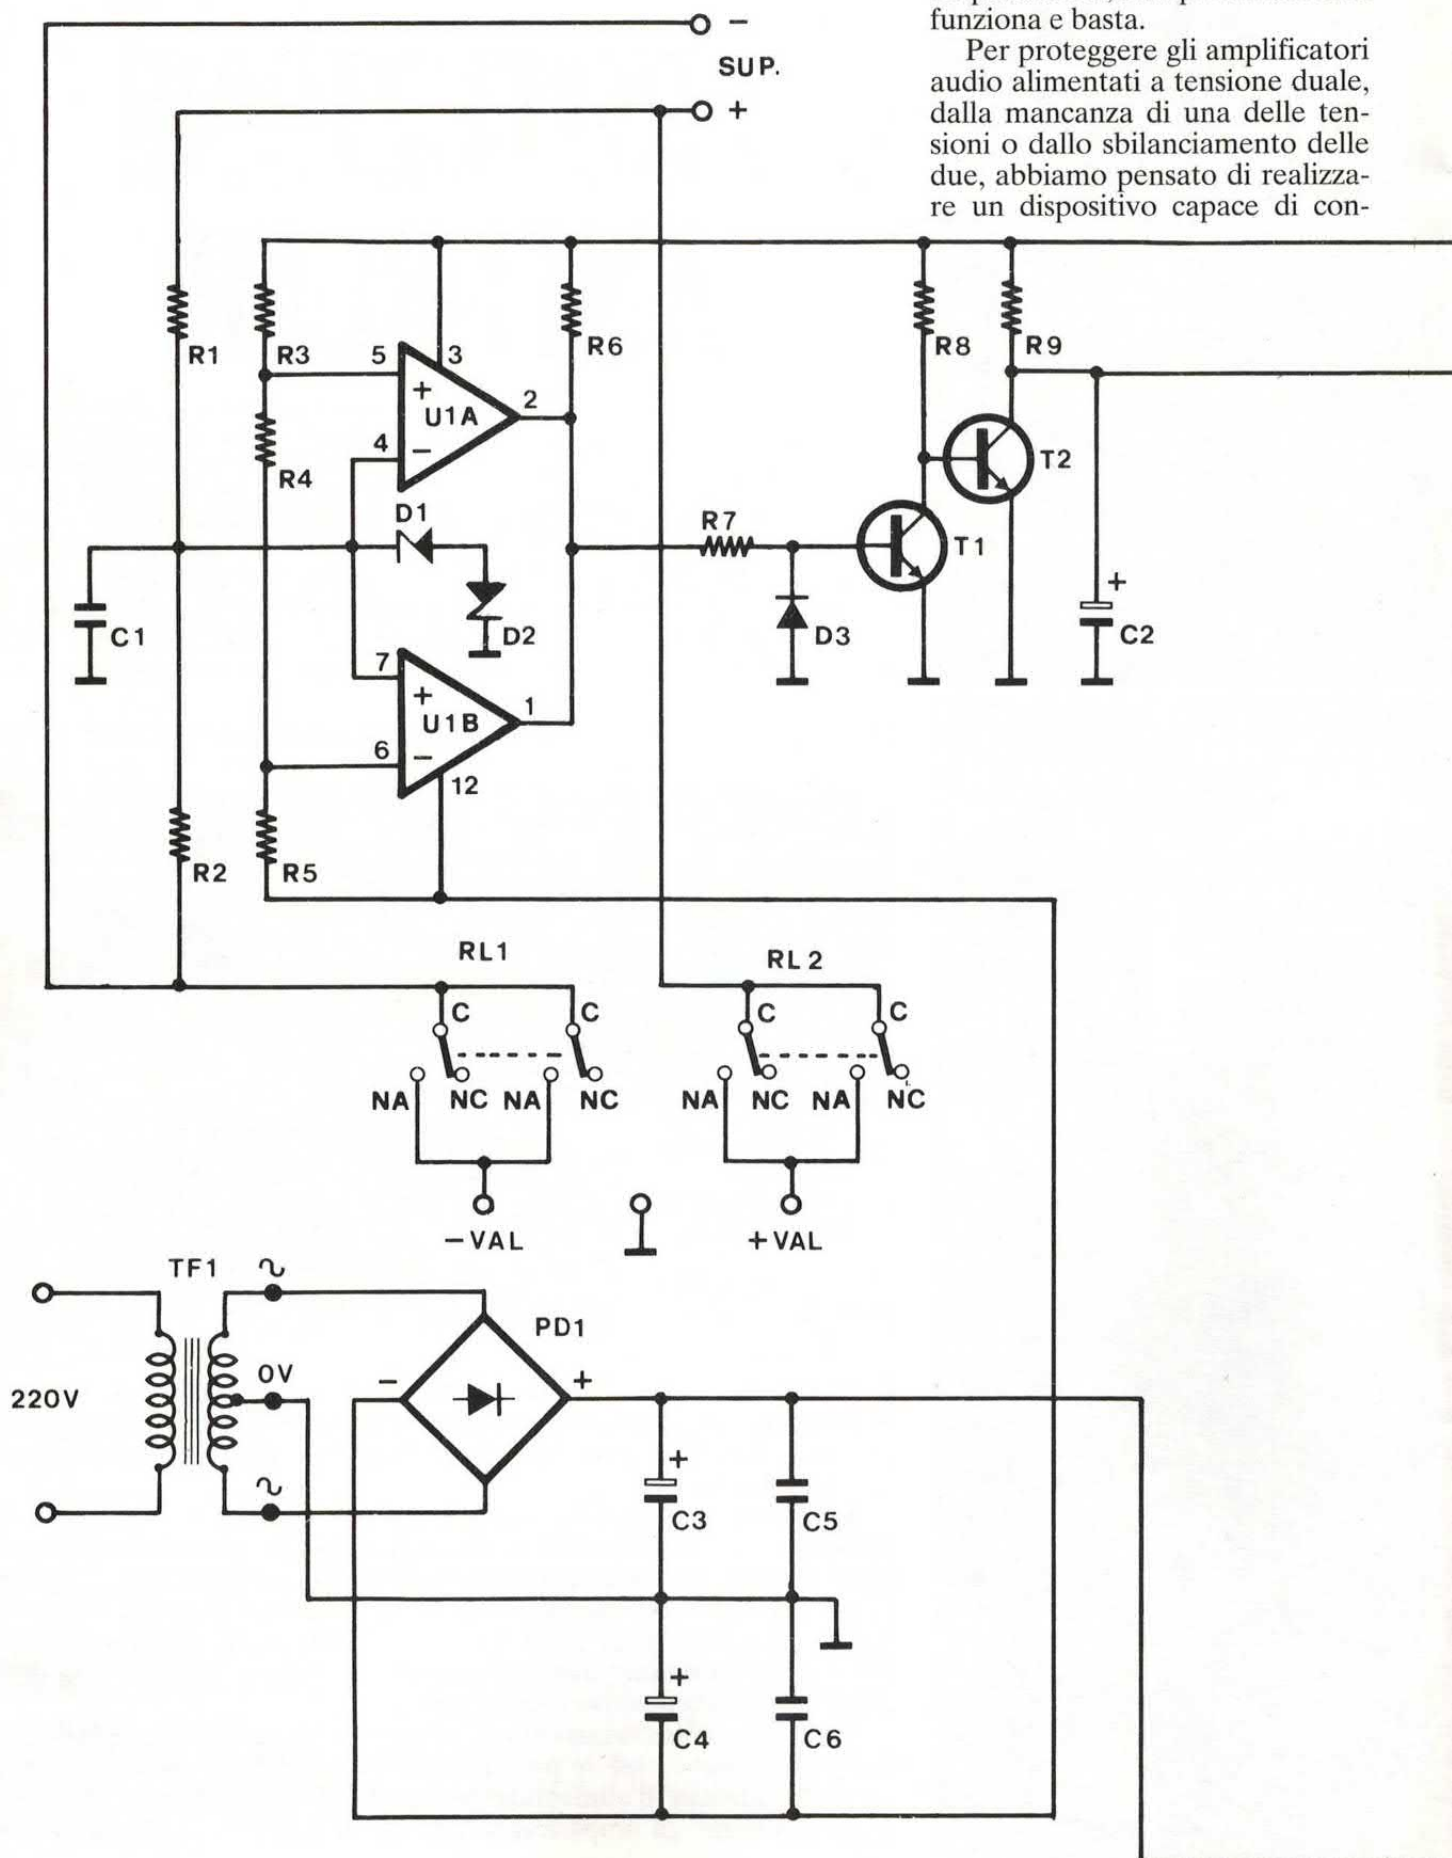 funziona e basta.
Per proteggere gli amplificatori
audio alimentati a tensione duale,
dalla mancanza di una delle ten-
sioni o dallo sbilanciamento delle
due, abbiamo pensato di realizza-
re un dispositivo capace di con-
−
SUP.
+
R1
R3
5
3
R6
R8
R9
+
U1A
2
4
−
R4
T2
D1
R7
T1
+
C1
D2
D3
C2
7
+
U1B
1
6
−
12
R2
R5
RL1
RL2
C
C
C
C
NA
NC
NA
NC
NA
NC
NA
NC
−VAL
+VAL
TF1
~
PD1
220V
0V
−
+
~
+
C3
C5
+
C4
C6